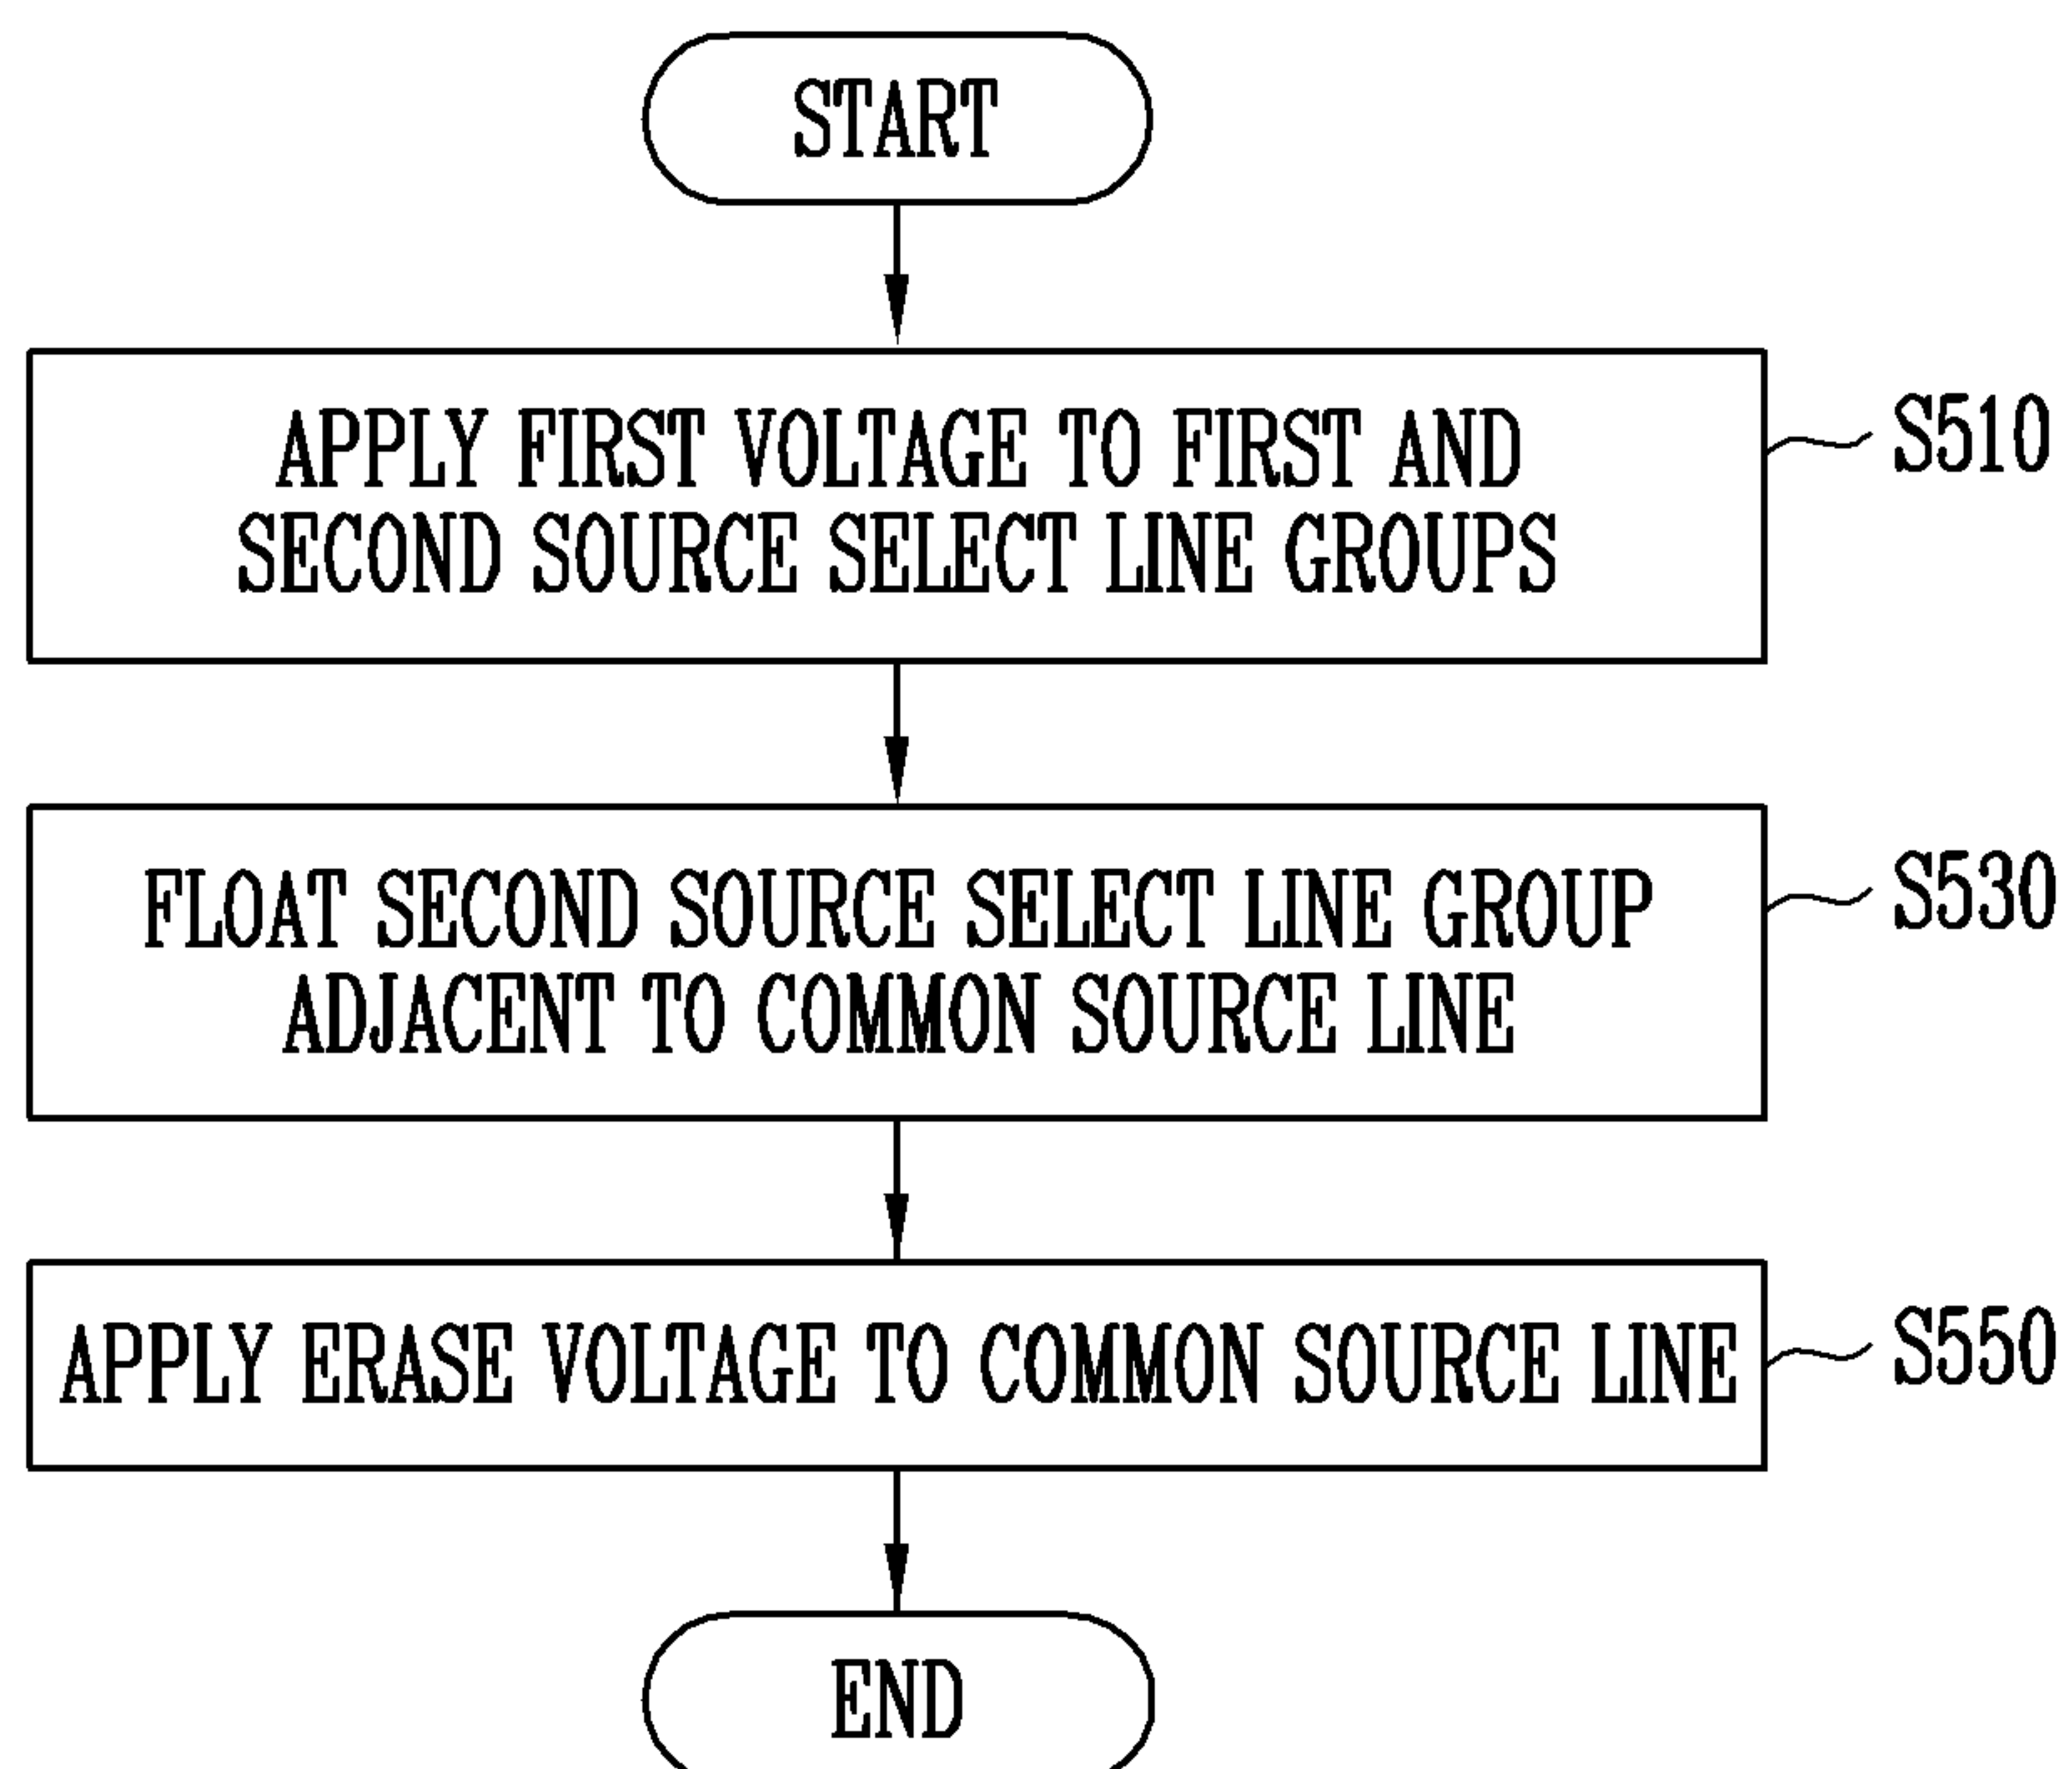 START
APPLY FIRST VOLTAGE TO FIRST AND
SECOND SOURCE SELECT LINE GROUPS
S510
FLOAT SECOND SOURCE SELECT LINE GROUP
ADJACENT TO COMMON SOURCE LINE
S530
APPLY ERASE VOLTAGE TO COMMON SOURCE LINE
S550
END